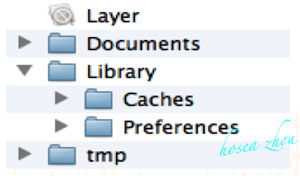 Layer
Documents
Library
Caches
Preferences
tmp
hosea zhou